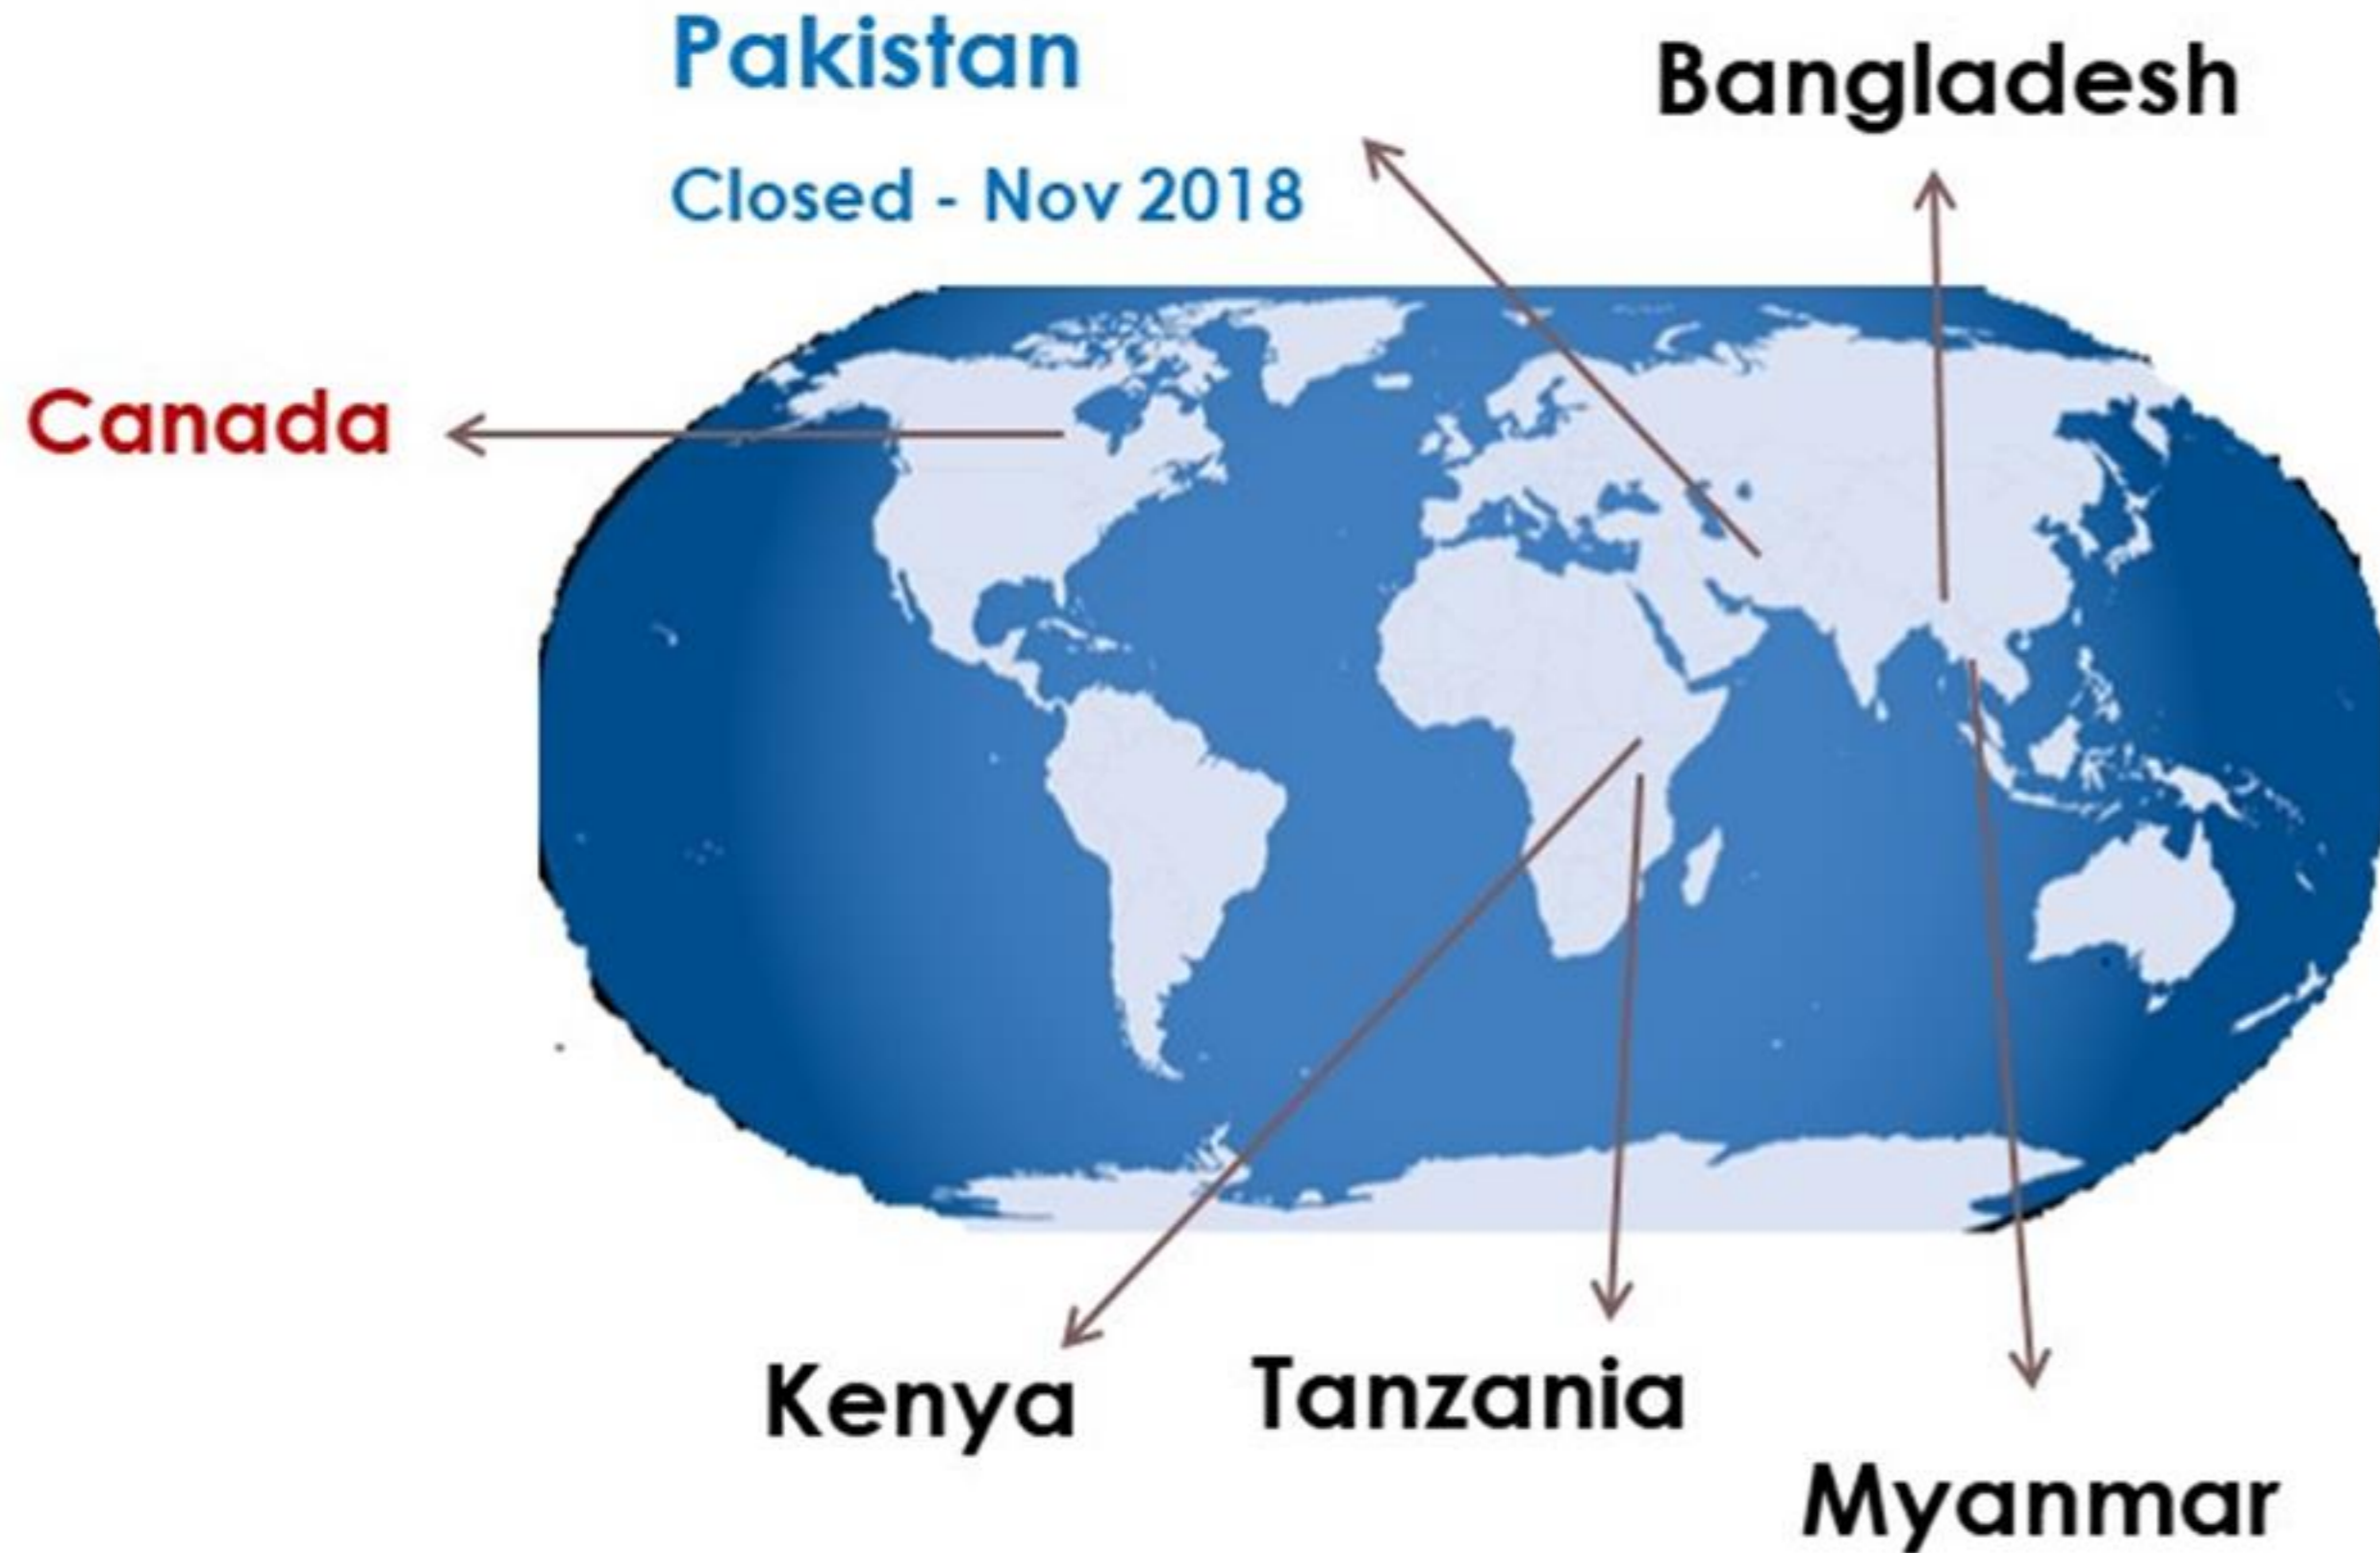 Pakistan
Closed - Nov 2018
Bangladesh
Canada
Kenya
Tanzania
Myanmar